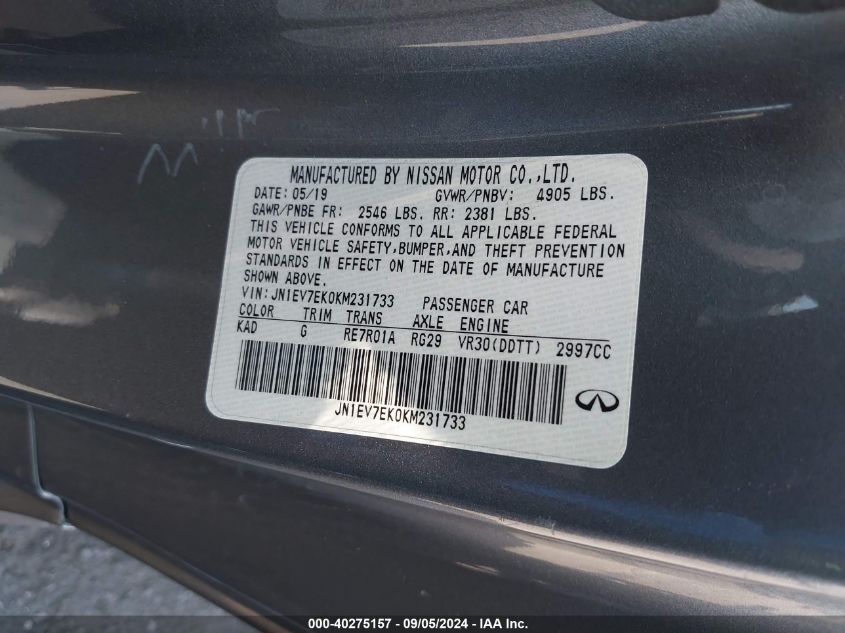 MANUFACTURED BY NISSAN MOTOR CO.,LTD.
DATE: 05/19 GVWR/PNBV: 4905 LBS.
GAWR/PNBE FR: 2546 LBS. RR: 2381 LBS.
THIS VEHICLE CONFORMS TO ALL APPLICABLE FEDERAL
MOTOR VEHICLE SAFETY,BUMPER,AND THEFT PREVENTION
STANDARDS IN EFFECT ON THE DATE OF MANUFACTURE
SHOWN ABOVE.
VIN:JN1EV7EK0KM231733 PASSENGER CAR
COLOR TRIM TRANS AXLE ENGINE
KAD G RE7R01A RG29 VR30(DDTT) 2997CC
JN1EV7EK0KM231733
000-40275157 - 09/05/2024 - IAA Inc.